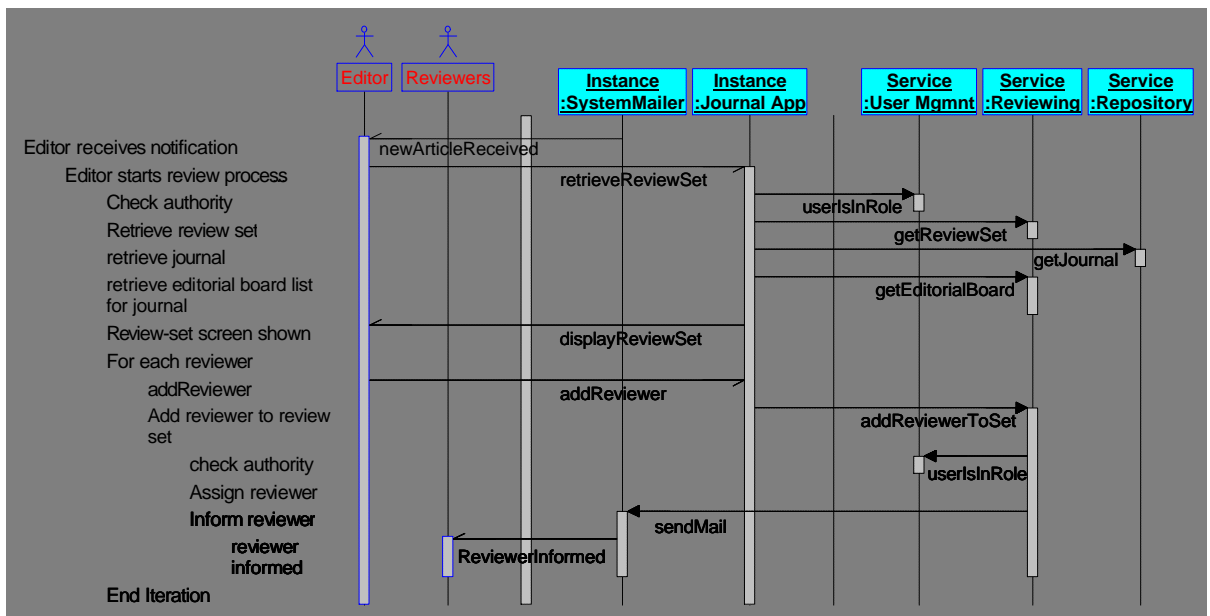 Editor
Reviewers
Instance
:SystemMailer
Instance
:Journal App
Service
:User Mgmnt
Service
:Reviewing
Service
:Repository
Editor receives notification
newArticleReceived
Editor starts review process
retrieveReviewSet
Check authority
userIsInRole
Retrieve review set
getReviewSet
retrieve journal
getJournal
retrieve editorial board list
for journal
getEditorialBoard
Review-set screen shown
displayReviewSet
For each reviewer
addReviewer
addReviewer
Add reviewer to review
set
addReviewerToSet
check authority
userIsInRole
Assign reviewer
Inform reviewer
sendMail
reviewer
informed
ReviewerInformed
End Iteration